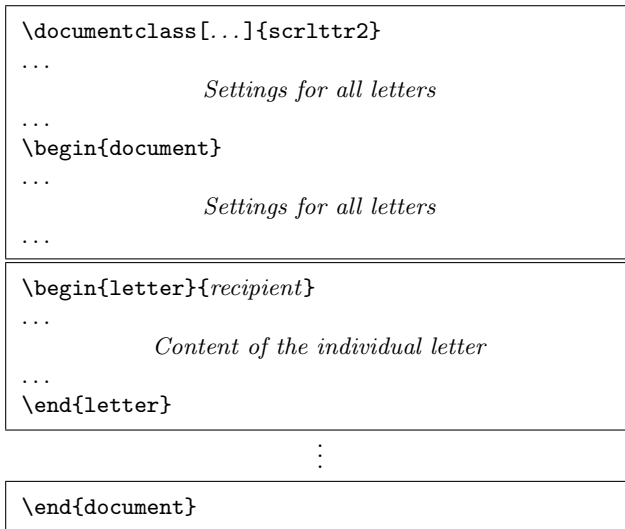 \documentclass[...]{scrlttr2}
...
Settings for all letters
...
\begin{document}
...
Settings for all letters
...
\begin{letter}{recipient}
...
Content of the individual letter
...
\end{letter}
⋮
\end{document}